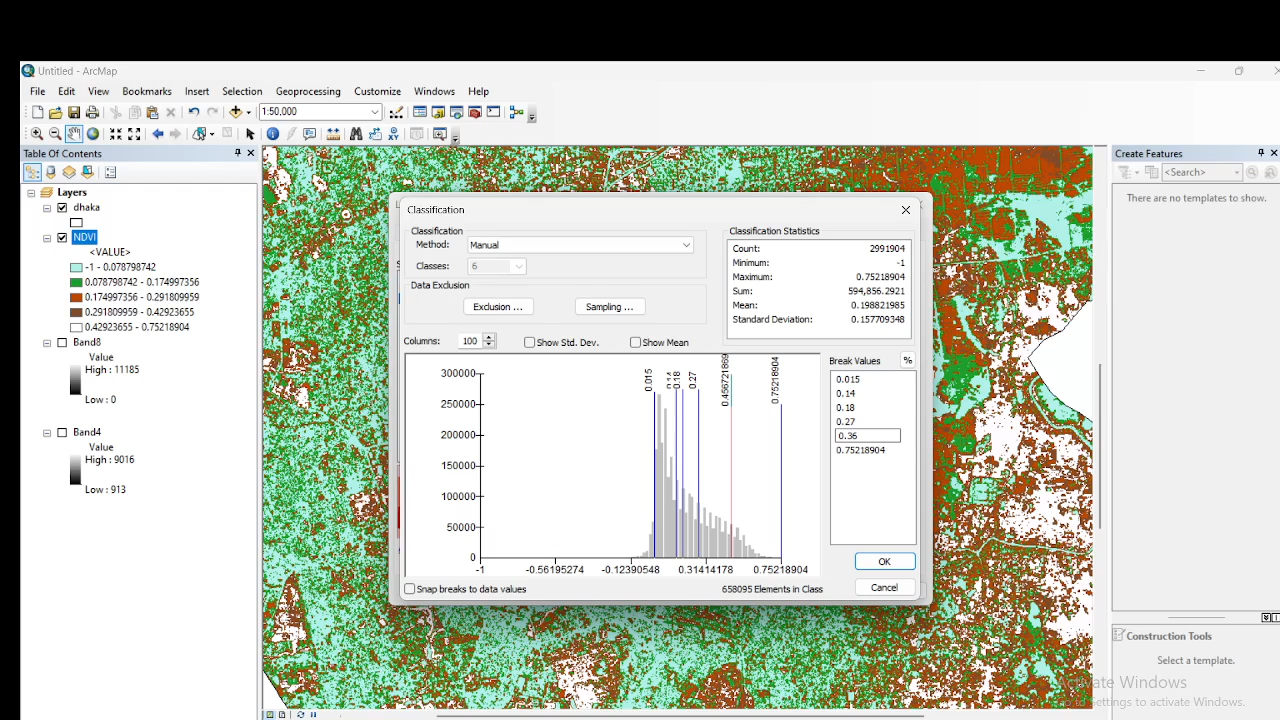 Untitled - ArcMap
File Edit View Bookmarks Insert Selection Geoprocessing Customize Windows Help
1:50,000
Table Of Contents
Layers
dhaka
NDVI
<VALUE>
-1 - 0.078798742
0.078798742 - 0.174997356
0.174997356 - 0.291809959
0.291809959 - 0.42923655
0.42923655 - 0.75218904
Band8
Value
High : 11185
Low : 0
Band4
Value
High : 9016
Low : 913
Classification
Classification
Method: Manual
Classes: 6
Data Exclusion
Exclusion ... Sampling ...
Classification Statistics
Count: 2991904
Minimum: -1
Maximum: 0.75218904
Sum: 594,856.2921
Mean: 0.198821985
Standard Deviation: 0.157709348
Columns: 100 Show Std. Dev. Show Mean
Break Values %
0.015
0.14
0.18
0.27
0.36
0.75218904
0.015 0.14 0.18 0.27 0.456721869 0.75218904
300000
250000
200000
150000
100000
50000
0
-1 -0.56195274 -0.12390548 0.31414178 0.75218904
Snap breaks to data values 658095 Elements in Class
OK
Cancel
Create Features
<Search>
There are no templates to show.
Construction Tools
Select a template.
Windows
Settings to activate Windows.